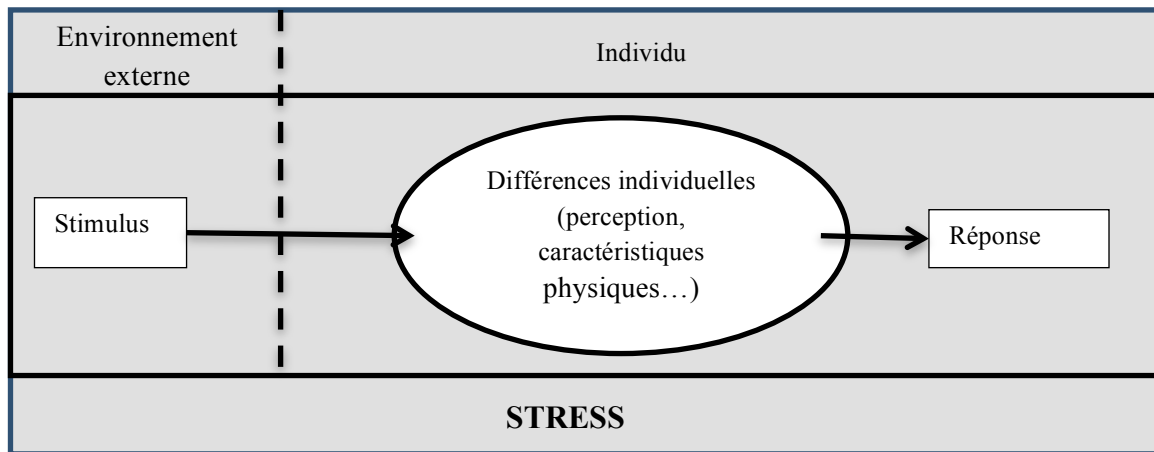 Environnement
externe
Individu
Stimulus
Différences individuelles
(perception,
caractéristiques
physiques…)
Réponse
STRESS